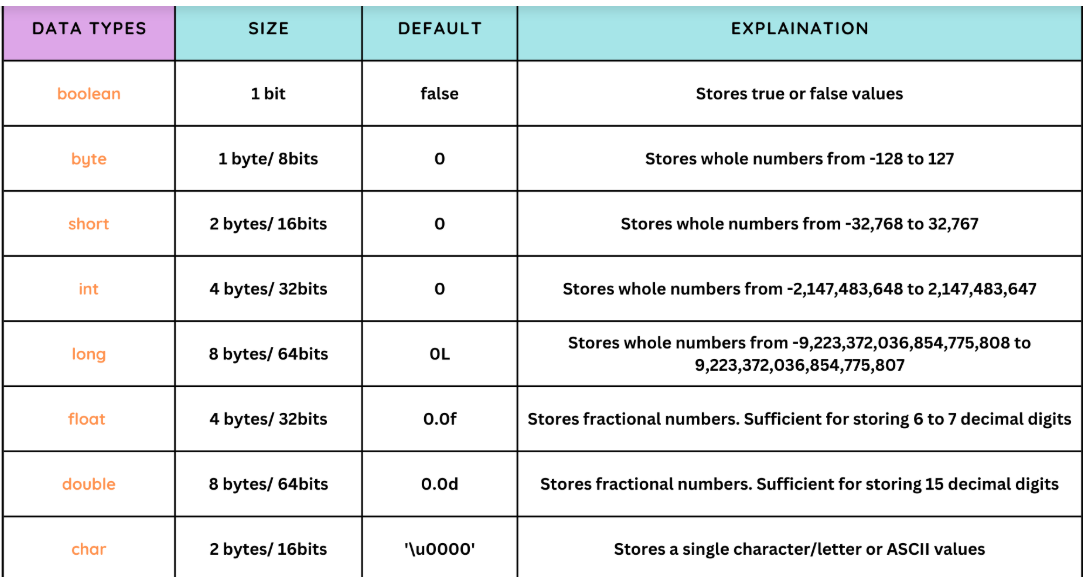 DATA TYPES SIZE DEFAULT EXPLAINATION
boolean 1 bit false Stores true or false values
byte 1 byte/ 8bits 0 Stores whole numbers from -128 to 127
short 2 bytes/ 16bits 0 Stores whole numbers from -32,768 to 32,767
int 4 bytes/ 32bits 0 Stores whole numbers from -2,147,483,648 to 2,147,483,647
long 8 bytes/ 64bits 0L Stores whole numbers from -9,223,372,036,854,775,808 to
9,223,372,036,854,775,807
float 4 bytes/ 32bits 0.0f Stores fractional numbers. Sufficient for storing 6 to 7 decimal digits
double 8 bytes/ 64bits 0.0d Stores fractional numbers. Sufficient for storing 15 decimal digits
char 2 bytes/ 16bits '\u0000' Stores a single character/letter or ASCII values